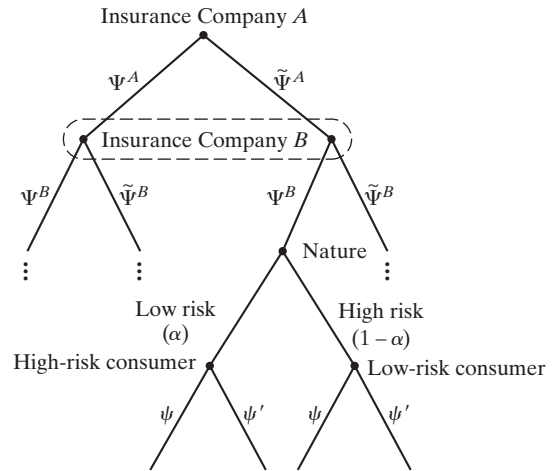 Insurance Company A
Ψ^A Ψ̃^A
Insurance Company B
Ψ^B Ψ̃^B Ψ^B Ψ̃^B
⋮ ⋮ Nature ⋮
Low risk High risk
(α) (1 – α)
High-risk consumer Low-risk consumer
ψ ψ′ ψ ψ′